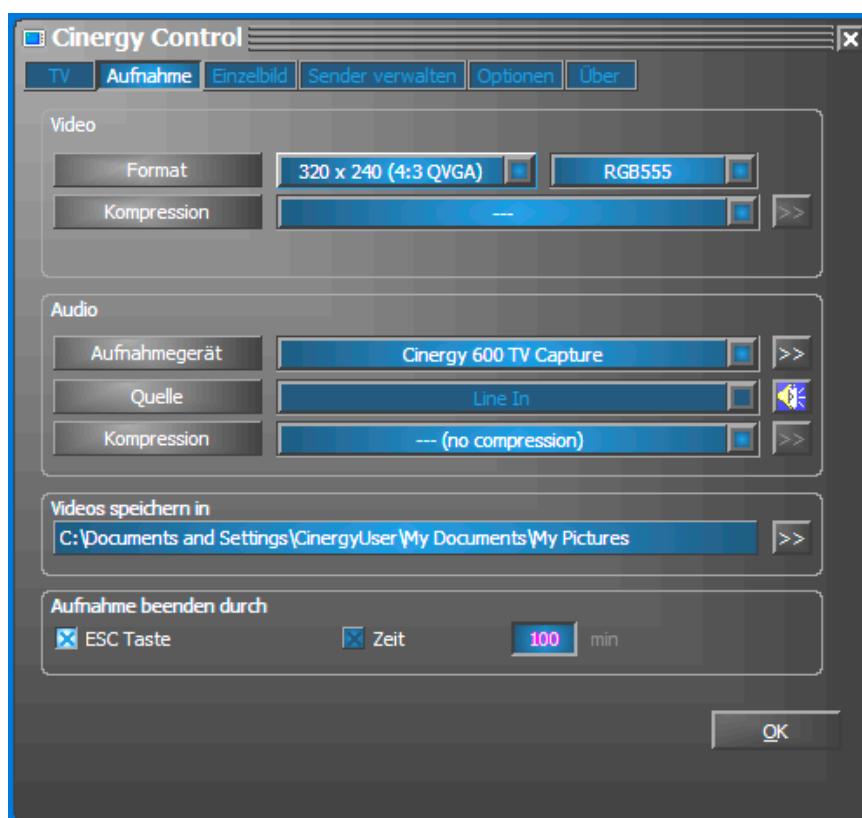 Cinergy Control
TV Aufnahme Einzelbild Sender verwalten Optionen Über
Video
Format 320 x 240 (4:3 QVGA) RGB555
Kompression --- >>
Audio
Aufnahmegerät Cinergy 600 TV Capture >>
Quelle Line In
Kompression --- (no compression) >>
Videos speichern in
C:\Documents and Settings\CinergyUser\My Documents\My Pictures >>
Aufnahme beenden durch
ESC Taste Zeit 100 min
OK